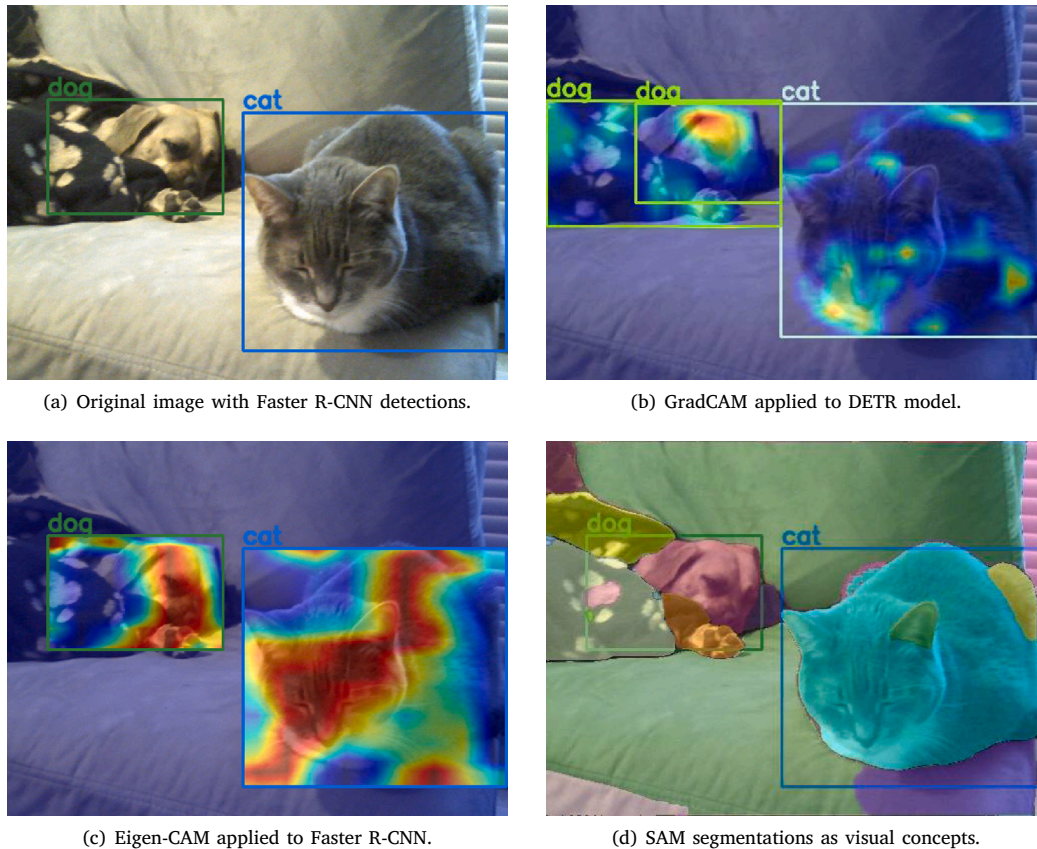 dog
cat
dog
dog
cat
(a) Original image with Faster R-CNN detections.
(b) GradCAM applied to DETR model.
dog
cat
dog
cat
(c) Eigen-CAM applied to Faster R-CNN.
(d) SAM segmentations as visual concepts.